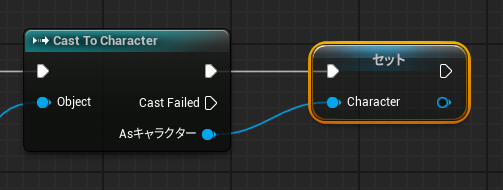 Cast To Character
セット
Object
Cast Failed
Character
Asキャラクター